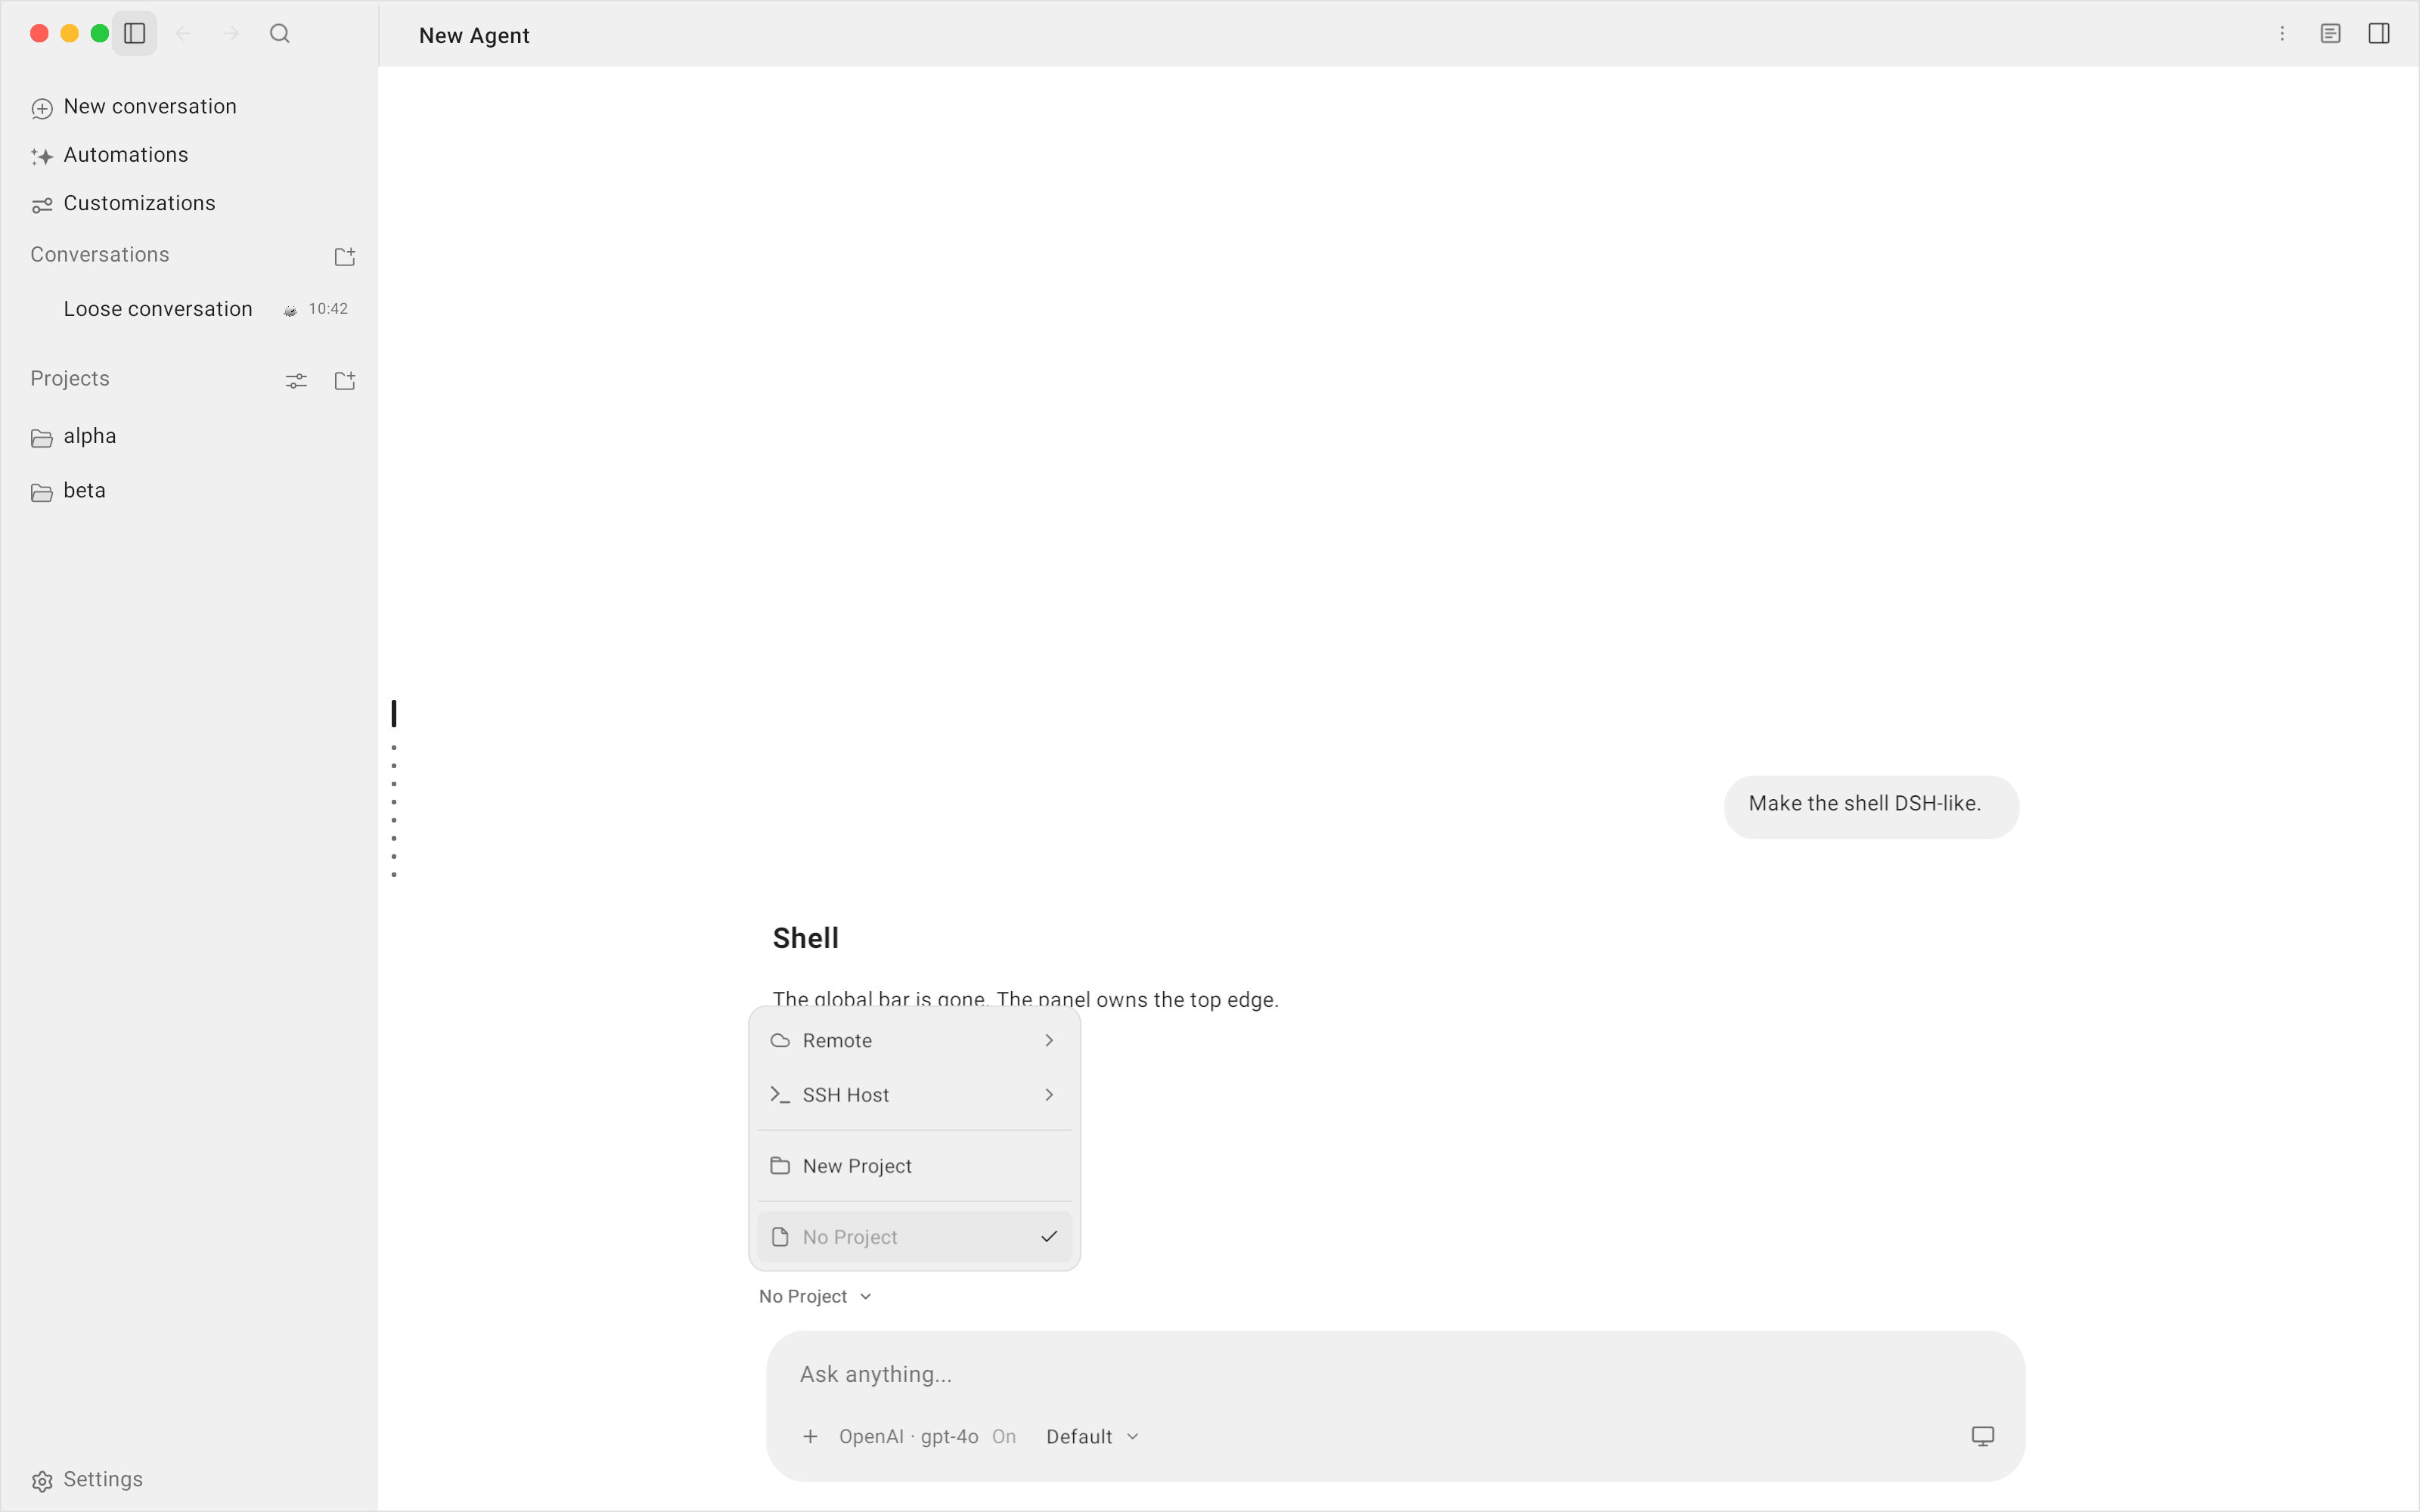 New Agent
New conversation
Automations
Customizations
Conversations
Loose conversation 10:42
Projects
alpha
beta
Settings
Make the shell DSH-like.
Shell
The global bar is gone. The panel owns the top edge.
Remote
SSH Host
New Project
No Project
No Project
Ask anything...
OpenAI · gpt-4o On Default